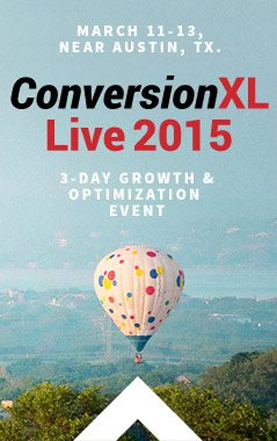 MARCH 11-13,
NEAR AUSTIN, TX.
ConversionXL
Live 2015
3-DAY GROWTH &
OPTIMIZATION
EVENT